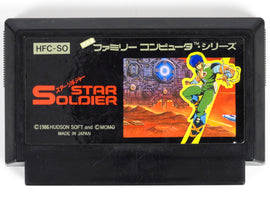 HFC-SO
ファミリー コンピュータ™ シリーズ
スターソルジャー
STAR
SOLDIER
©1986 HUDSON SOFT and ©MOMO
MADE IN JAPAN